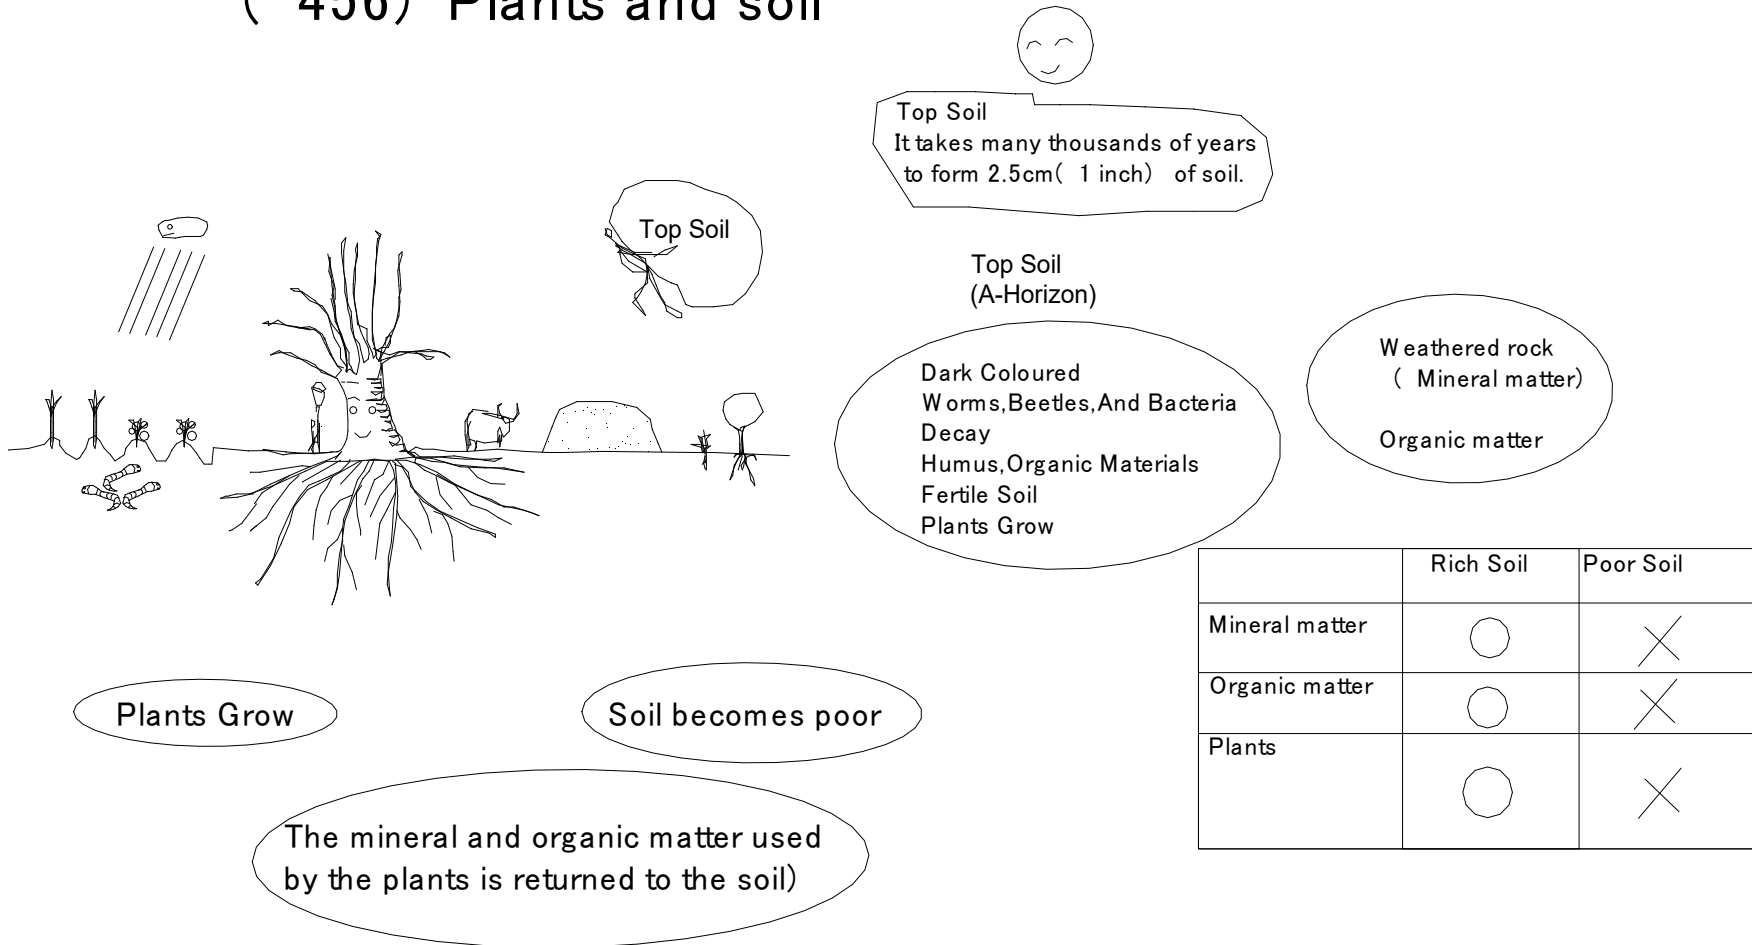 ( 456) Plants and soil
Top Soil
It takes many thousands of years
to form 2.5cm( 1 inch) of soil.
Top Soil
Top Soil
(A-Horizon)
Dark Coloured
Worms,Beetles,And Bacteria
Decay
Humus,Organic Materials
Fertile Soil
Plants Grow
Weathered rock
( Mineral matter)
Organic matter
Rich Soil Poor Soil
Mineral matter
Organic matter
Plants
Plants Grow
Soil becomes poor
The mineral and organic matter used
by the plants is returned to the soil)